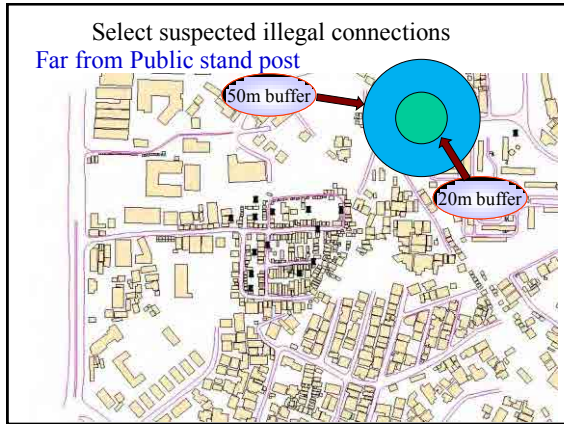 Select suspected illegal connections
Far from Public stand post
50m buffer
20m buffer